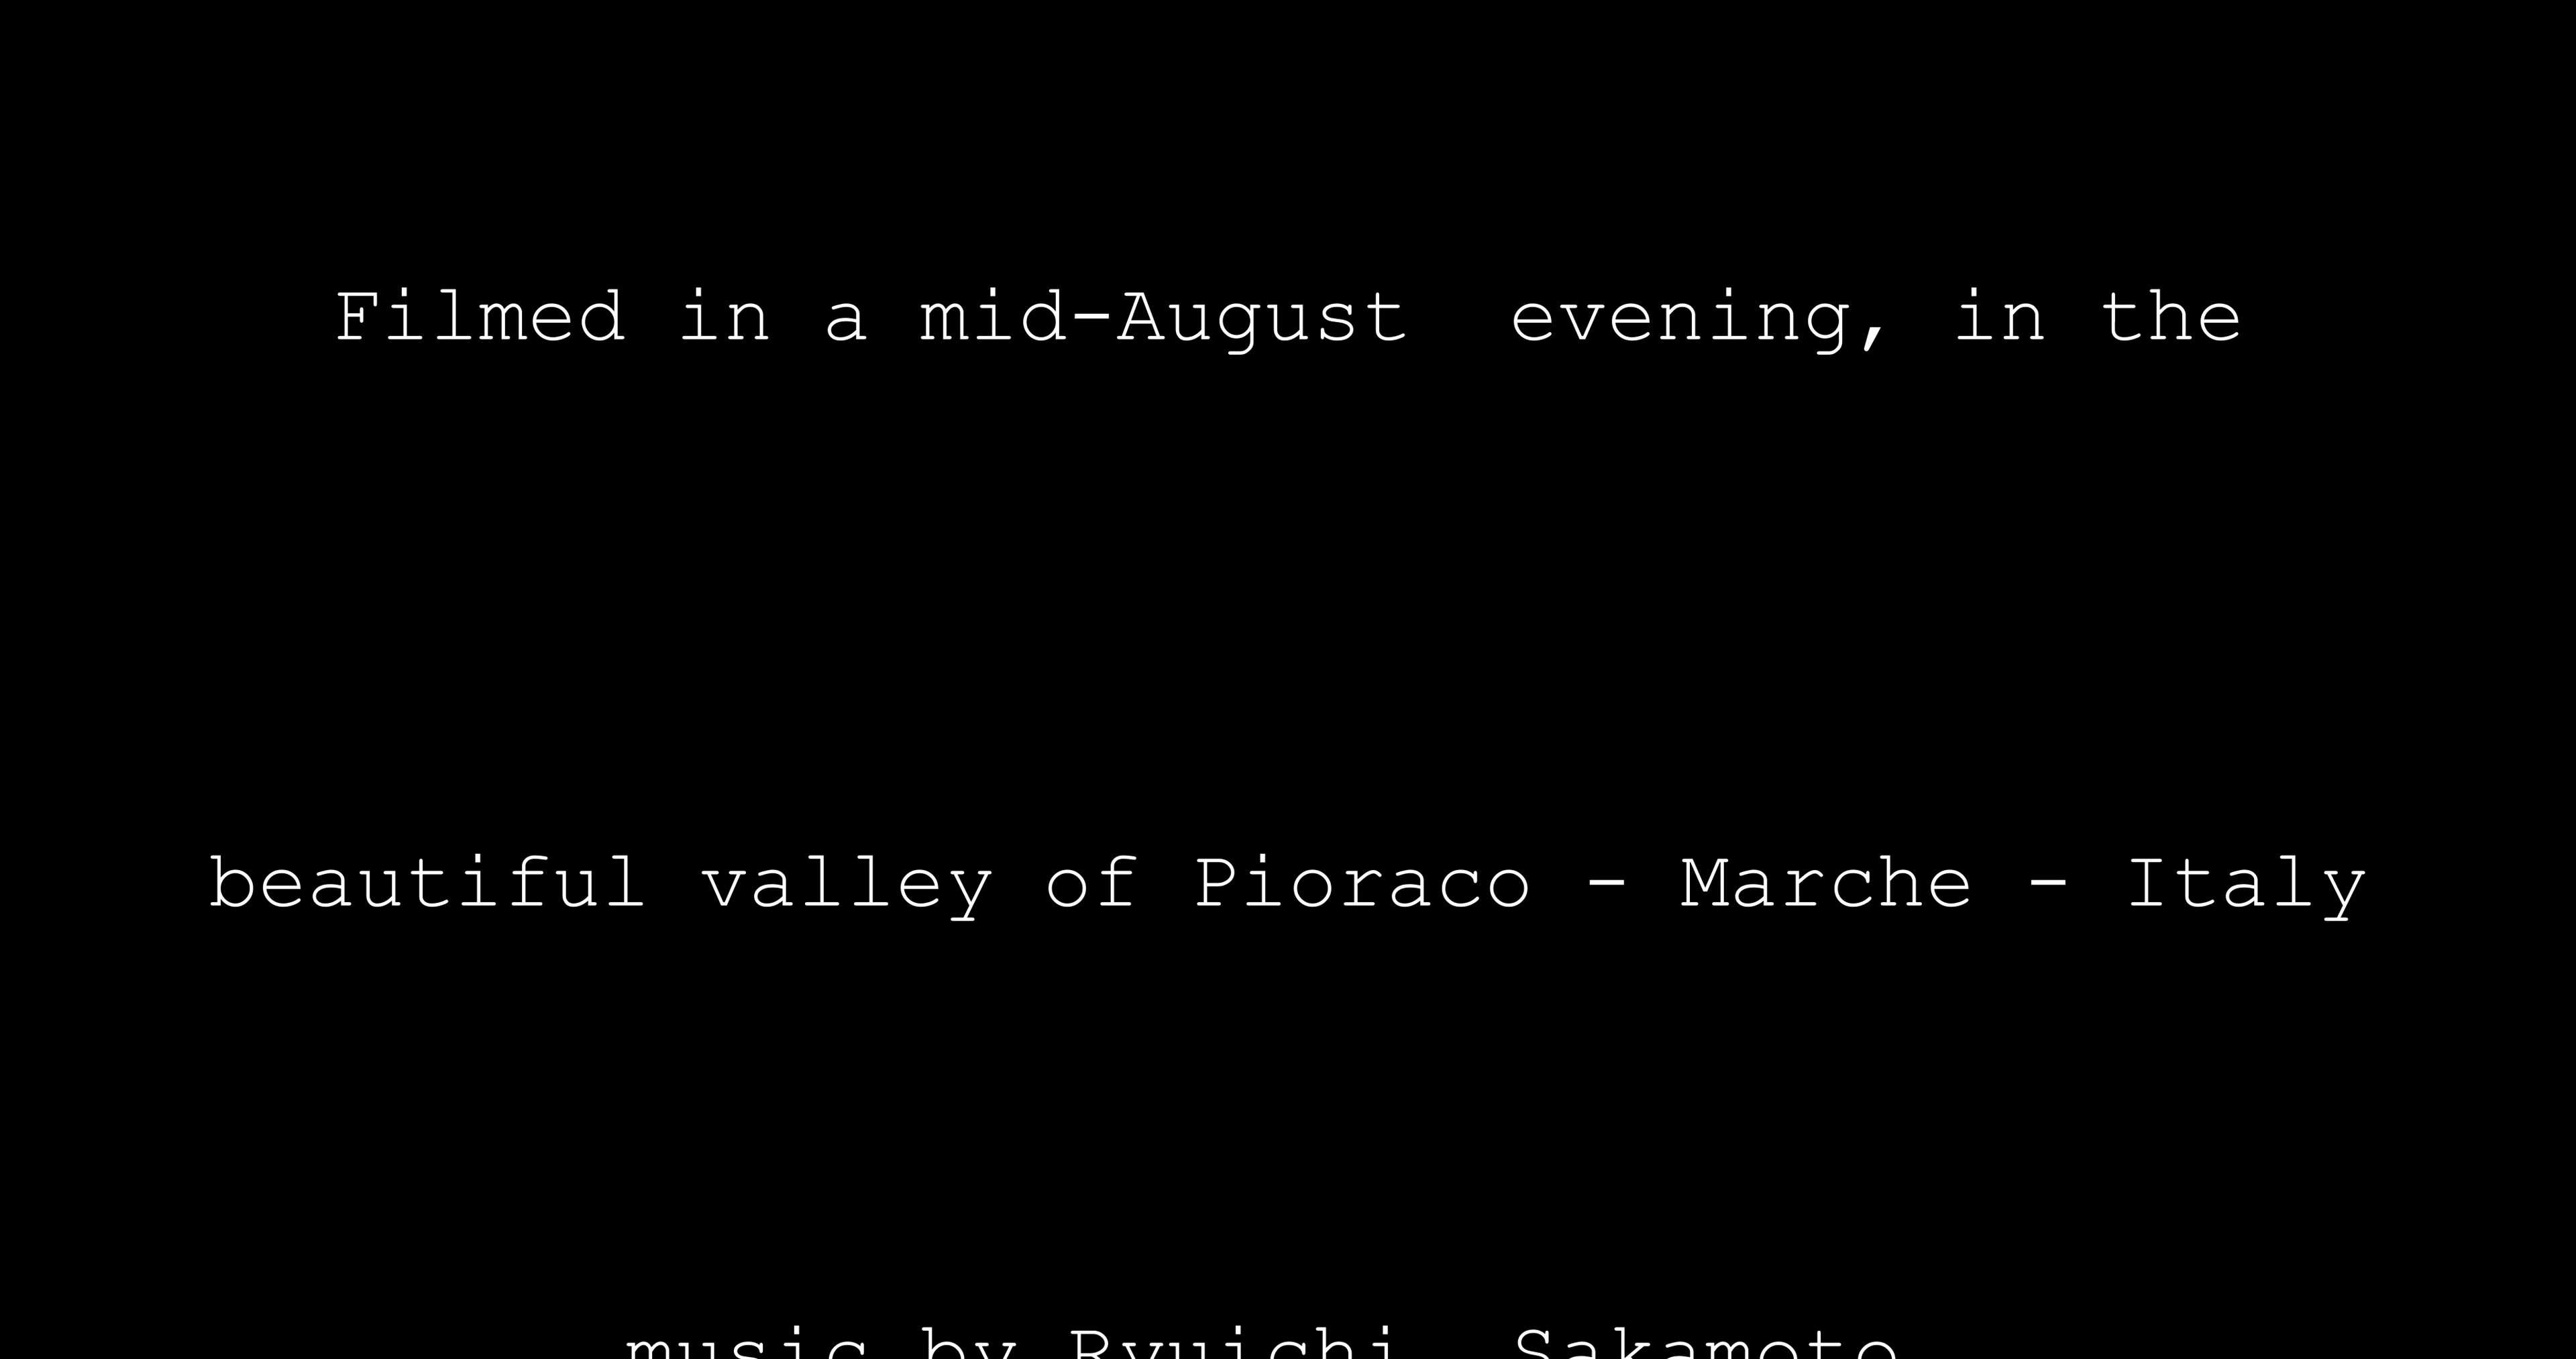 Filmed in a mid-August  evening, in the
beautiful valley of Pioraco - Marche - Italy
music by Ryuichi  Sakamoto